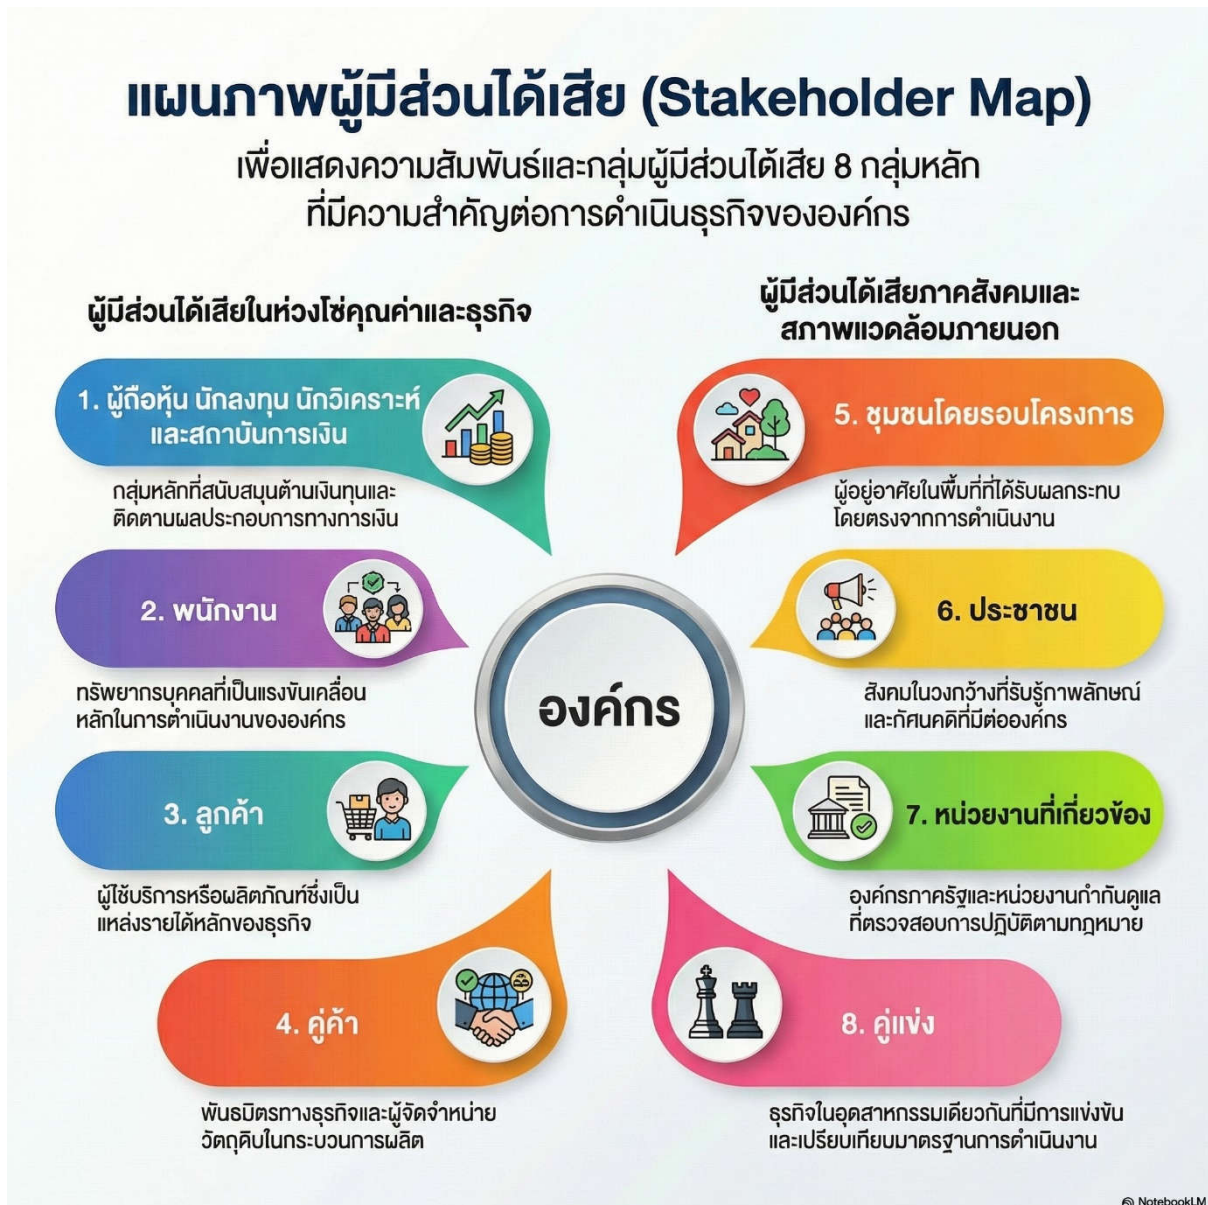 แผนภาพผู้มีส่วนได้เสีย (Stakeholder Map)
เพื่อแสดงความสัมพันธ์และกลุ่มผู้มีส่วนได้เสีย 8 กลุ่มหลัก
ที่มีความสำคัญต่อการดำเนินธุรกิจขององค์กร
ผู้มีส่วนได้เสียในห่วงโซ่คุณค่าและธุรกิจ
1. ผู้ถือหุ้น นักลงทุน นักวิเคราะห์
และสถาบันการเงิน
กลุ่มหลักที่สนับสนุนด้านเงินทุนและ
ติดตามผลประกอบการทางการเงิน
2. พนักงาน
ทรัพยากรบุคคลที่เป็นแรงขับเคลื่อน
หลักในการดำเนินงานขององค์กร
3. ลูกค้า
ผู้ใช้บริการหรือผลิตภัณฑ์ซึ่งเป็น
แหล่งรายได้หลักของธุรกิจ
4. คู่ค้า
พันธมิตรทางธุรกิจและผู้จัดจำหน่าย
วัตถุดิบในกระบวนการผลิต
องค์กร
ผู้มีส่วนได้เสียภาคสังคมและ
สภาพแวดล้อมภายนอก
5. ชุมชนโดยรอบโครงการ
ผู้อยู่อาศัยในพื้นที่ที่ได้รับผลกระทบ
โดยตรงจากการดำเนินงาน
6. ประชาชน
สังคมในวงกว้างที่รับรู้ภาพลักษณ์
และทัศนคติที่มีต่อองค์กร
7. หน่วยงานที่เกี่ยวข้อง
องค์กรภาครัฐและหน่วยงานกำกับดูแล
ที่ตรวจสอบการปฏิบัติตามกฎหมาย
8. คู่แข่ง
ธุรกิจในอุตสาหกรรมเดียวกันที่มีการแข่งขัน
และเปรียบเทียบมาตรฐานการดำเนินงาน
NotebookLM